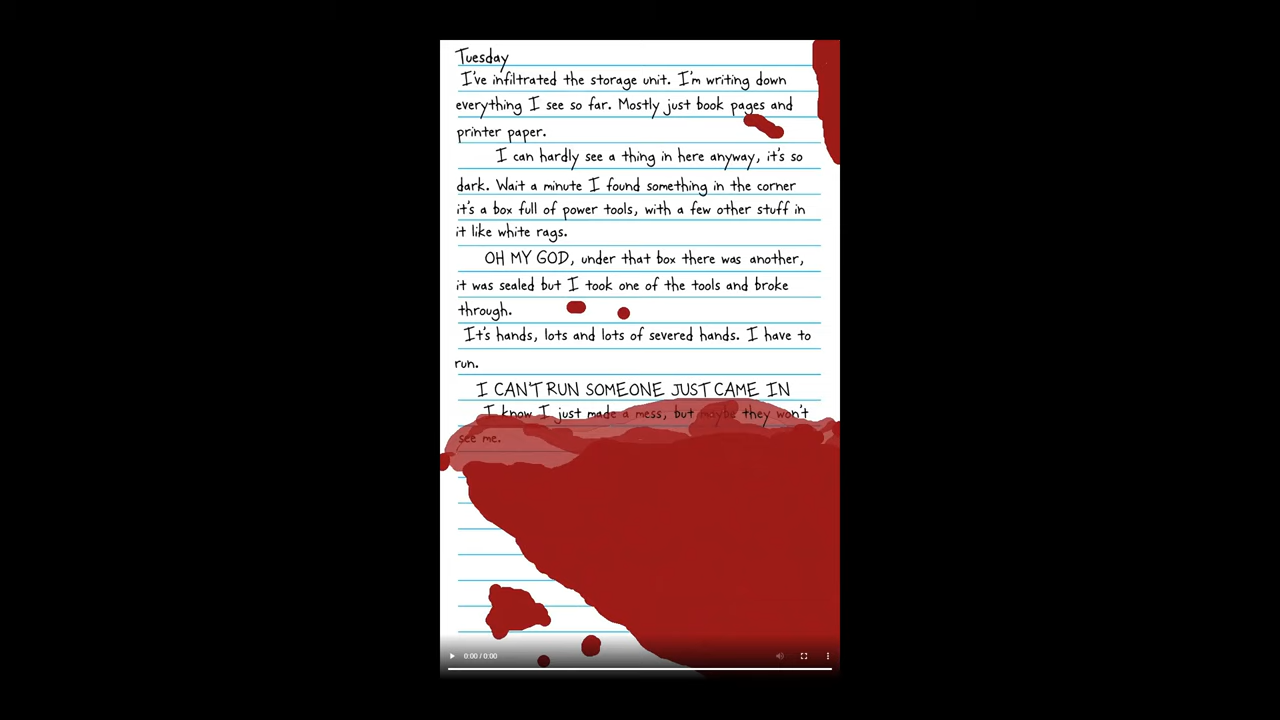 Tuesday
I've infiltrated the storage unit. I'm writing down
everything I see so far. Mostly just book pages and
printer paper.
I can hardly see a thing in here anyway, it's so
dark. Wait a minute I found something in the corner
it's a box full of power tools, with a few other stuff in
it like white rags.
OH MY GOD, under that box there was another,
it was sealed but I took one of the tools and broke
through.
It's hands, lots and lots of severed hands. I have to
run.
I CAN'T RUN SOMEONE JUST CAME IN
I know I just made a mess, but maybe they won't
see me.
0:00 / 0:00